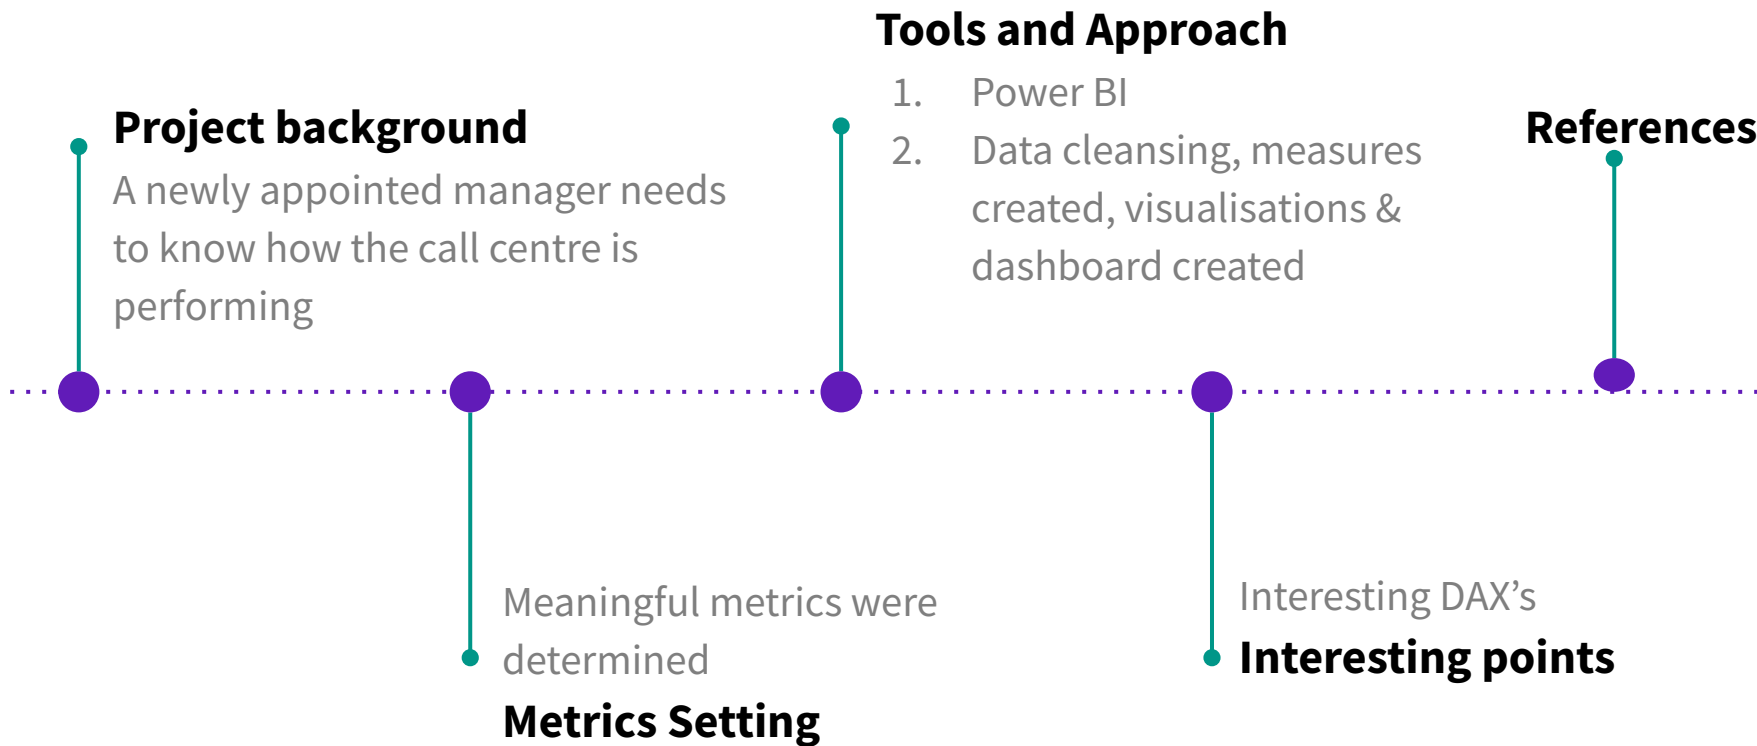 Project background
A newly appointed manager needs
to know how the call centre is
performing
Meaningful metrics were
determined
Metrics Setting
Tools and Approach
1. Power BI
2. Data cleansing, measures
created, visualisations &
dashboard created
Interesting DAX’s
Interesting points
References